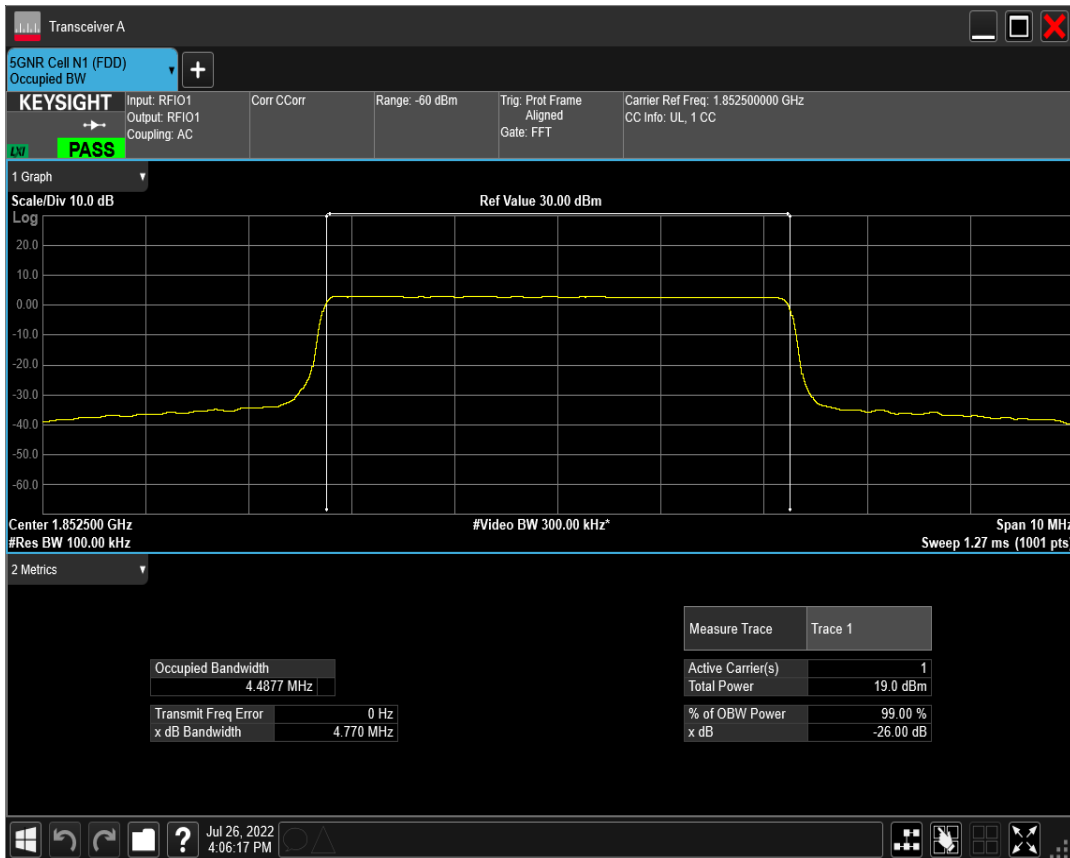 Transceiver A
5GNR Cell N1 (FDD)
Occupied BW
+
KEYSIGHT
LXI
PASS
Input: RFIO1
Output: RFIO1
Coupling: AC
Corr CCorr
Range: -60 dBm
Trig: Prot Frame
Aligned
Gate: FFT
Carrier Ref Freq: 1.852500000 GHz
CC Info: UL, 1 CC
1 Graph
Scale/Div 10.0 dB
Ref Value 30.00 dBm
Log
20.0
10.0
0.00
-10.0
-20.0
-30.0
-40.0
-50.0
-60.0
Center 1.852500 GHz
#Video BW 300.00 kHz*
Span 10 MHz
#Res BW 100.00 kHz
Sweep 1.27 ms (1001 pts)
2 Metrics
Measure Trace Trace 1
Occupied Bandwidth
4.4877 MHz
Active Carrier(s) 1
Total Power 19.0 dBm
Transmit Freq Error 0 Hz
x dB Bandwidth 4.770 MHz
% of OBW Power 99.00 %
x dB -26.00 dB
?
Jul 26, 2022
4:06:17 PM